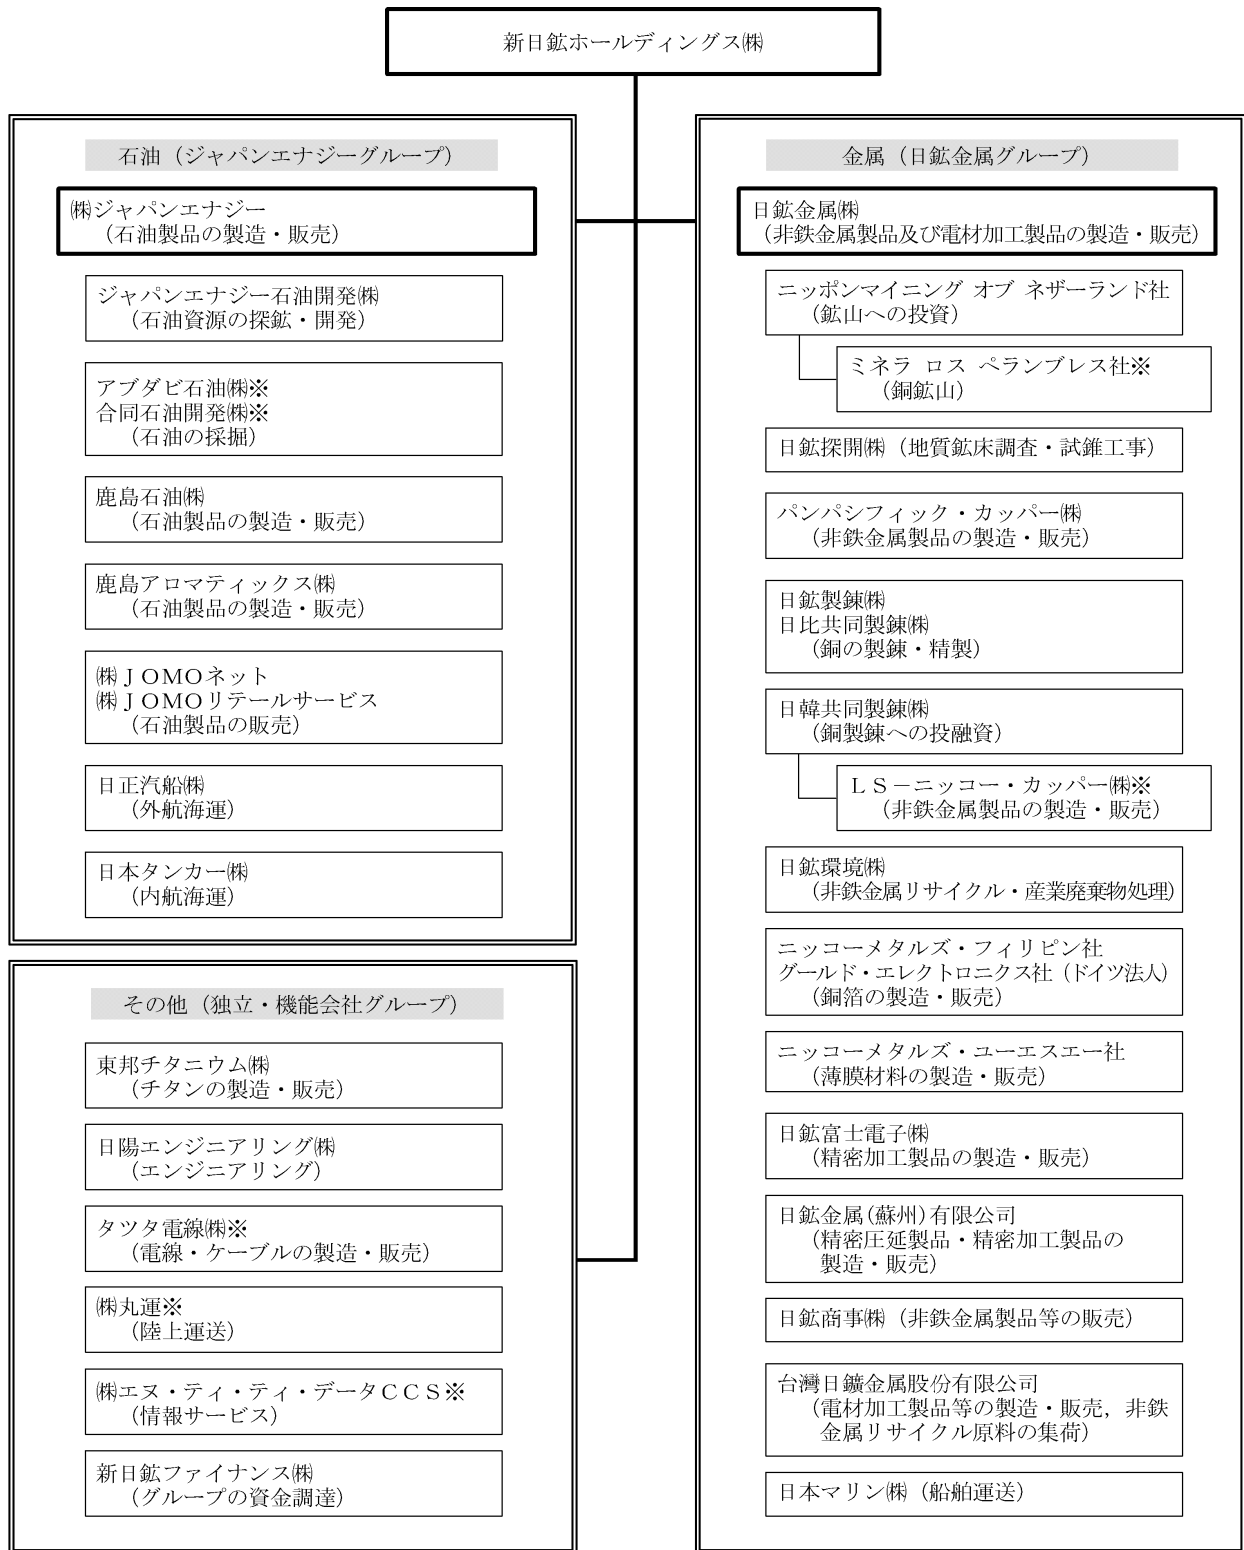 新日鉱ホールディングス㈱
石油（ジャパンエナジーグループ）
㈱ジャパンエナジー
（石油製品の製造・販売）
ジャパンエナジー石油開発㈱
（石油資源の探鉱・開発）
アブダビ石油㈱※
合同石油開発㈱※
（石油の採掘）
鹿島石油㈱
（石油製品の製造・販売）
鹿島アロマティックス㈱
（石油製品の製造・販売）
㈱ＪＯＭＯネット
㈱ＪＯＭＯリテールサービス
（石油製品の販売）
日正汽船㈱
（外航海運）
日本タンカー㈱
（内航海運）
その他（独立・機能会社グループ）
東邦チタニウム㈱
（チタンの製造・販売）
日陽エンジニアリング㈱
（エンジニアリング）
タツタ電線㈱※
（電線・ケーブルの製造・販売）
㈱丸運※
（陸上運送）
㈱エヌ・ティ・ティ・データＣＣＳ※
（情報サービス）
新日鉱ファイナンス㈱
（グループの資金調達）
金属（日鉱金属グループ）
日鉱金属㈱
（非鉄金属製品及び電材加工製品の製造・販売）
ニッポンマイニング オブ ネザーランド社
（鉱山への投資）
ミネラ ロス ペランブレス社※
（銅鉱山）
日鉱探開㈱（地質鉱床調査・試錐工事）
パンパシフィック・カッパー㈱
（非鉄金属製品の製造・販売）
日鉱製錬㈱
日比共同製錬㈱
（銅の製錬・精製）
日韓共同製錬㈱
（銅製錬への投融資）
ＬＳ－ニッコー・カッパー㈱※
（非鉄金属製品の製造・販売）
日鉱環境㈱
（非鉄金属リサイクル・産業廃棄物処理）
ニッコーメタルズ・フィリピン社
グールド・エレクトロニクス社（ドイツ法人）
（銅箔の製造・販売）
ニッコーメタルズ・ユーエスエー社
（薄膜材料の製造・販売）
日鉱富士電子㈱
（精密加工製品の製造・販売）
日鉱金属(蘇州)有限公司
（精密圧延製品・精密加工製品の
製造・販売）
日鉱商事㈱（非鉄金属製品等の販売）
台灣日鑛金属股份有限公司
（電材加工製品等の製造・販売，非鉄
金属リサイクル原料の集荷）
日本マリン㈱（船舶運送）